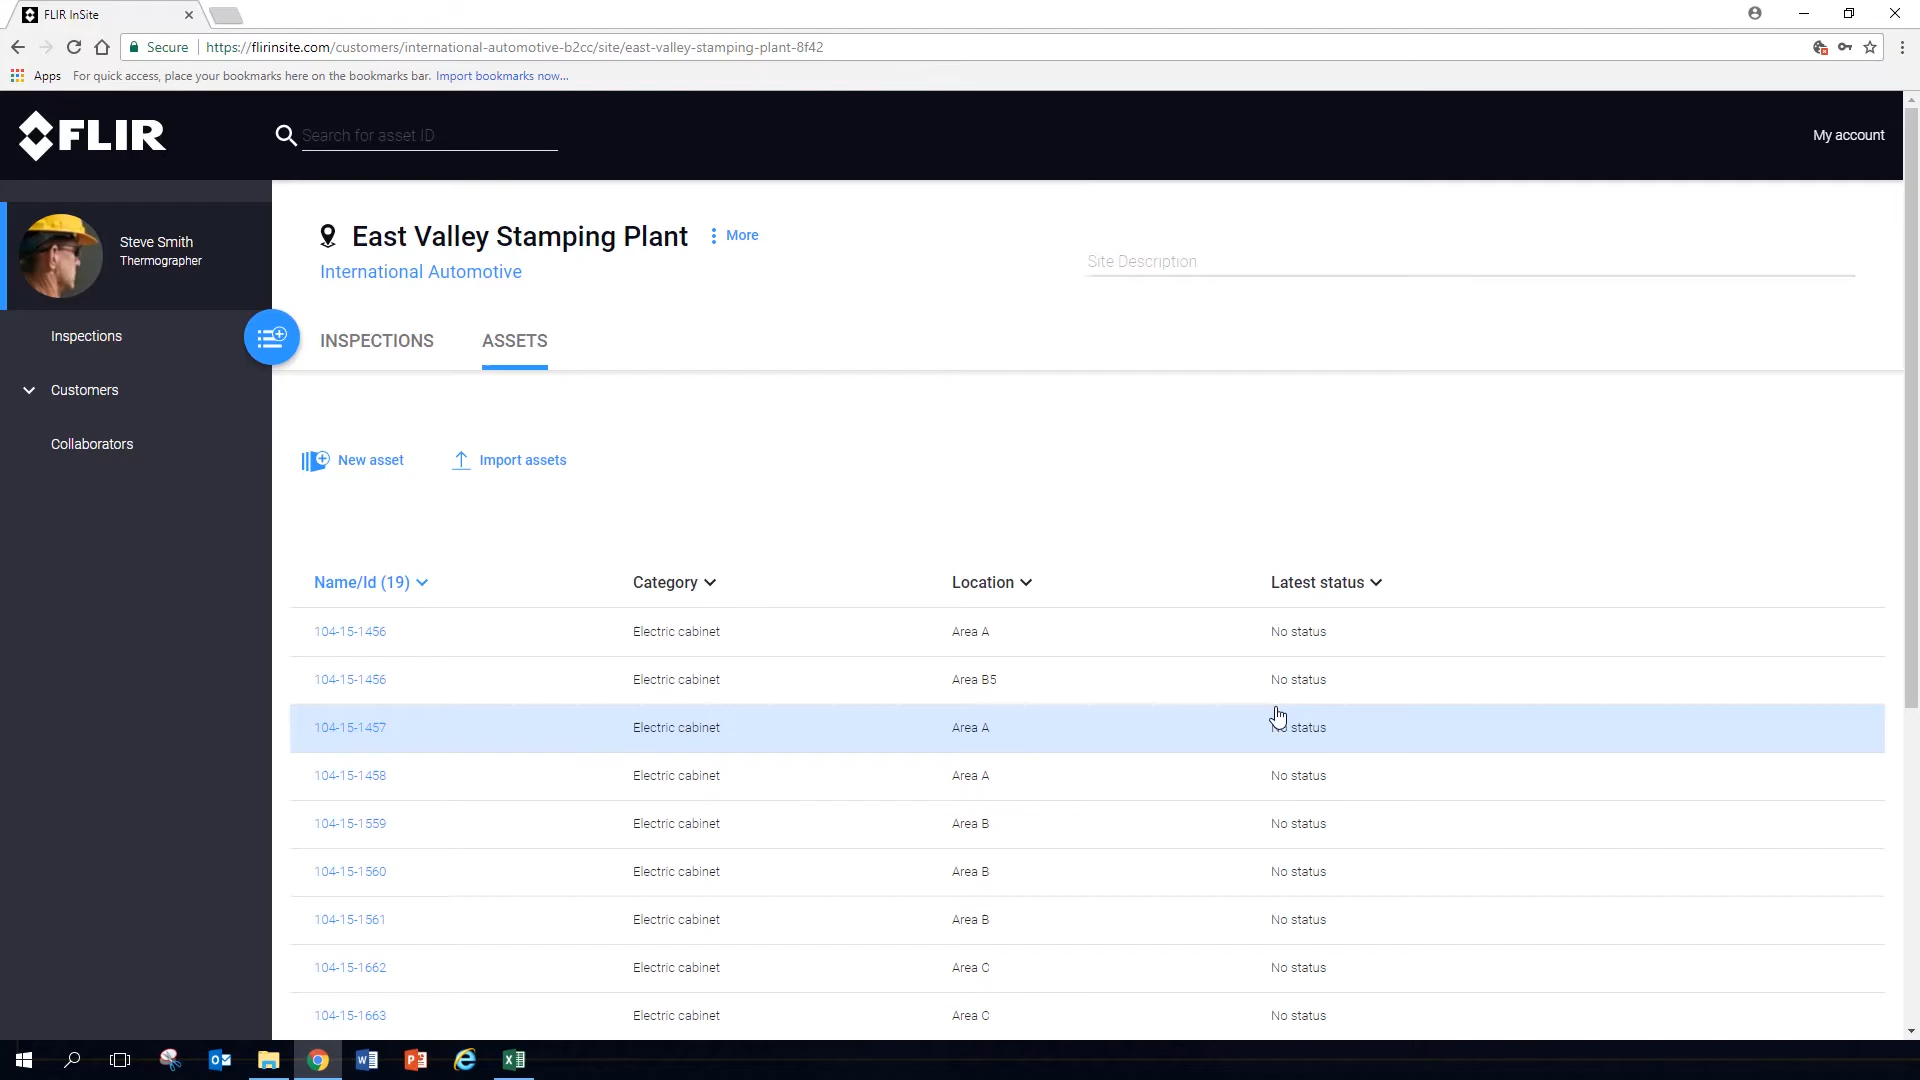 FLIR InSite
Secure https://flirinsite.com/customers/international-automotive-b2cc/site/east-valley-stamping-plant-8f42
Apps For quick access, place your bookmarks here on the bookmarks bar. Import bookmarks now...
FLIR
Search for asset ID
My account
Steve Smith
Thermographer
Inspections
Customers
Collaborators
East Valley Stamping Plant
More
International Automotive
Site Description
INSPECTIONS ASSETS
New asset Import assets
Name/Id (19) Category Location Latest status
104-15-1456 Electric cabinet Area A No status
104-15-1456 Electric cabinet Area B5 No status
104-15-1457 Electric cabinet Area A No status
104-15-1458 Electric cabinet Area A No status
104-15-1559 Electric cabinet Area B No status
104-15-1560 Electric cabinet Area B No status
104-15-1561 Electric cabinet Area B No status
104-15-1662 Electric cabinet Area C No status
104-15-1663 Electric cabinet Area C No status